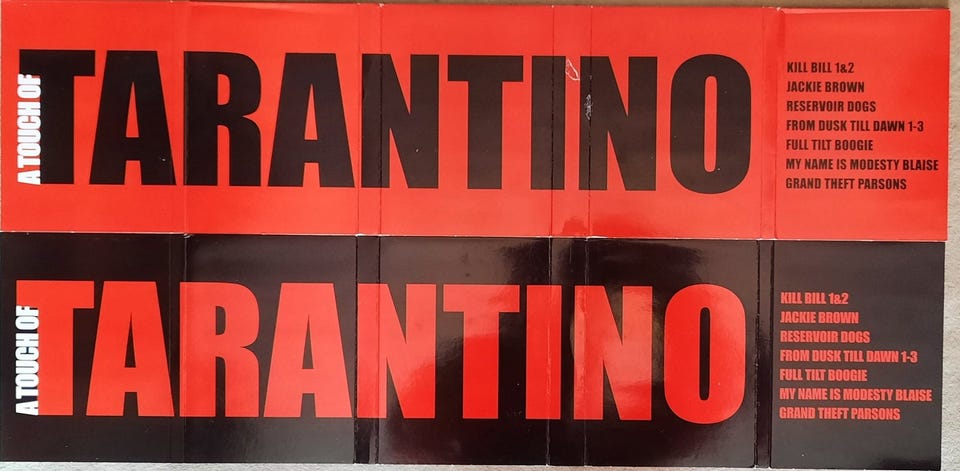 A TOUCH OF
TARANTINO
KILL BILL 1&2
JACKIE BROWN
RESERVOIR DOGS
FROM DUSK TILL DAWN 1-3
FULL TILT BOOGIE
MY NAME IS MODESTY BLAISE
GRAND THEFT PARSONS
A TOUCH OF
TARANTINO
KILL BILL 1&2
JACKIE BROWN
RESERVOIR DOGS
FROM DUSK TILL DAWN 1-3
FULL TILT BOOGIE
MY NAME IS MODESTY BLAISE
GRAND THEFT PARSONS